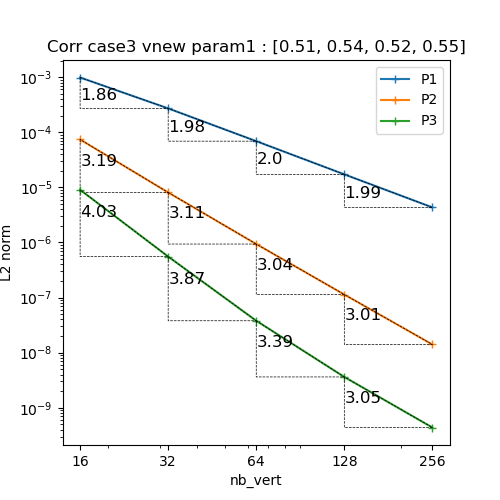 Corr case3 vnew param1 : [0.51, 0.54, 0.52, 0.55]
P1
P2
P3
10⁻³
10⁻⁴
10⁻⁵
10⁻⁶
10⁻⁷
10⁻⁸
10⁻⁹
L2 norm
1.86
1.98
2.0
1.99
3.19
3.11
3.04
3.01
4.03
3.87
3.39
3.05
16 32 64 128 256
nb_vert